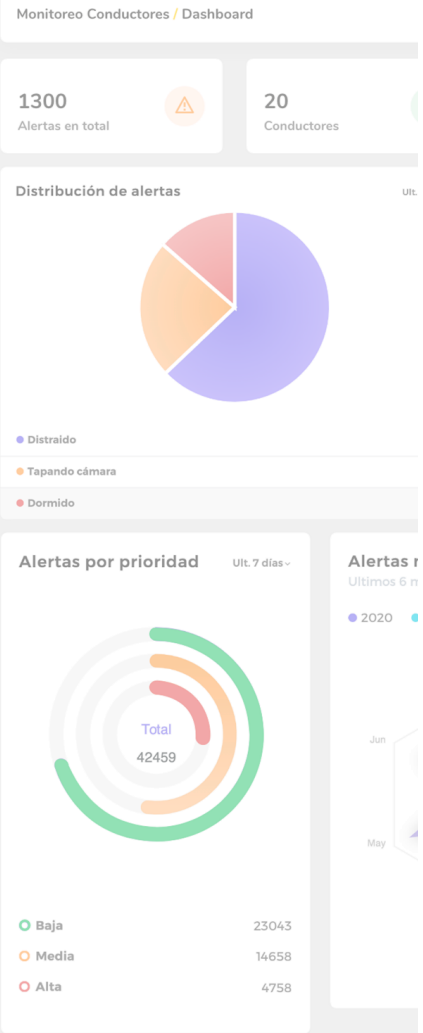 Monitoreo Conductores / Dashboard
1300
Alertas en total
20
Conductores
Distribución de alertas
Ult.
Distraido
Tapando cámara
Dormido
Alertas por prioridad
Ult. 7 días
Total
42459
Baja 23043
Media 14658
Alta 4758
Alertas
Ultimos 6
2020
Jun
May